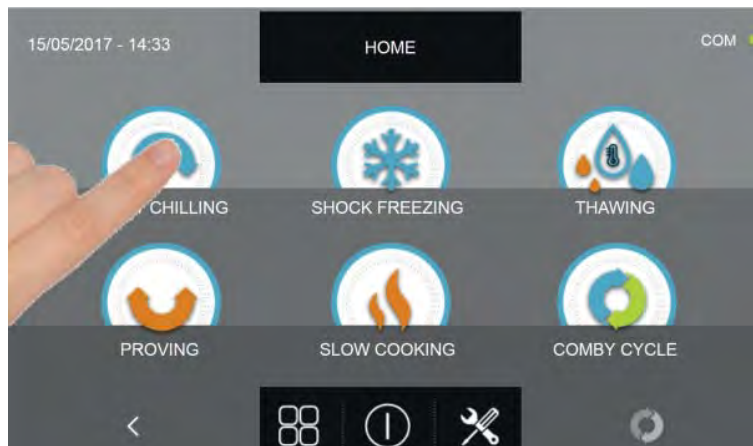 15/05/2017 - 14:33
HOME
COM
CHILLING
SHOCK FREEZING
THAWING
PROVING
SLOW COOKING
COMBY CYCLE